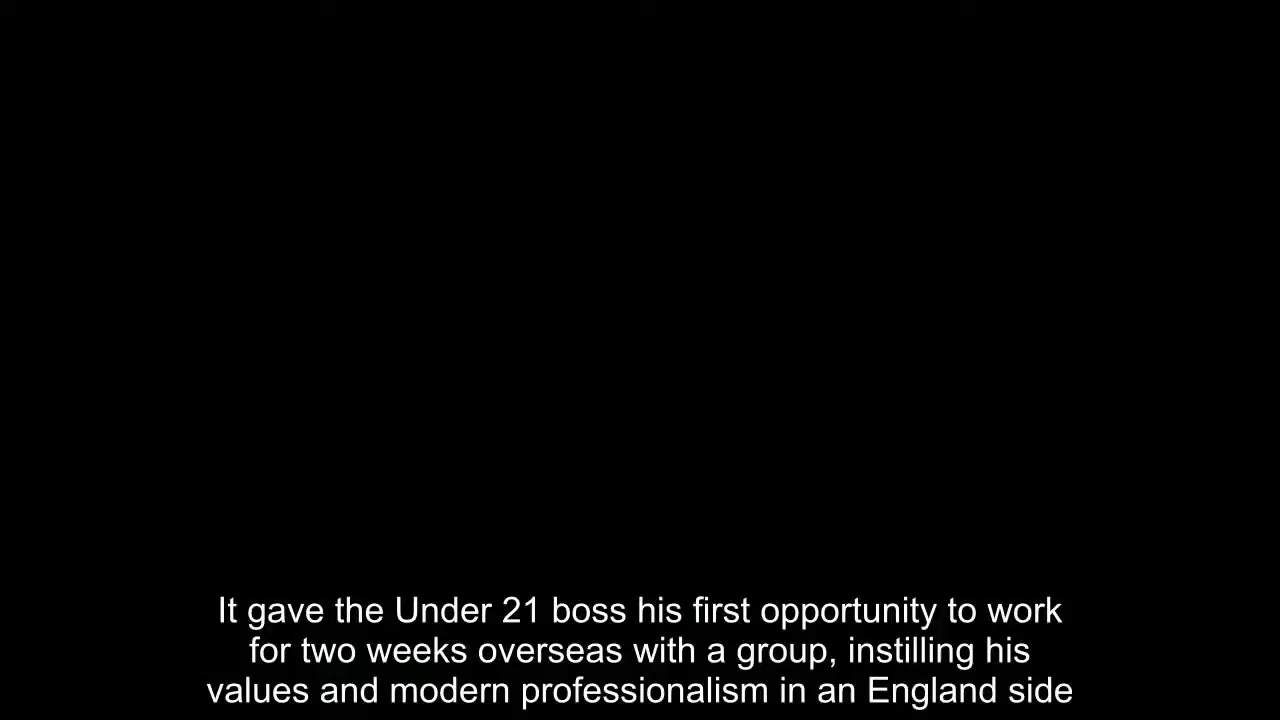 It gave the Under 21 boss his first opportunity to work
for two weeks overseas with a group, instilling his
values and modern professionalism in an England side